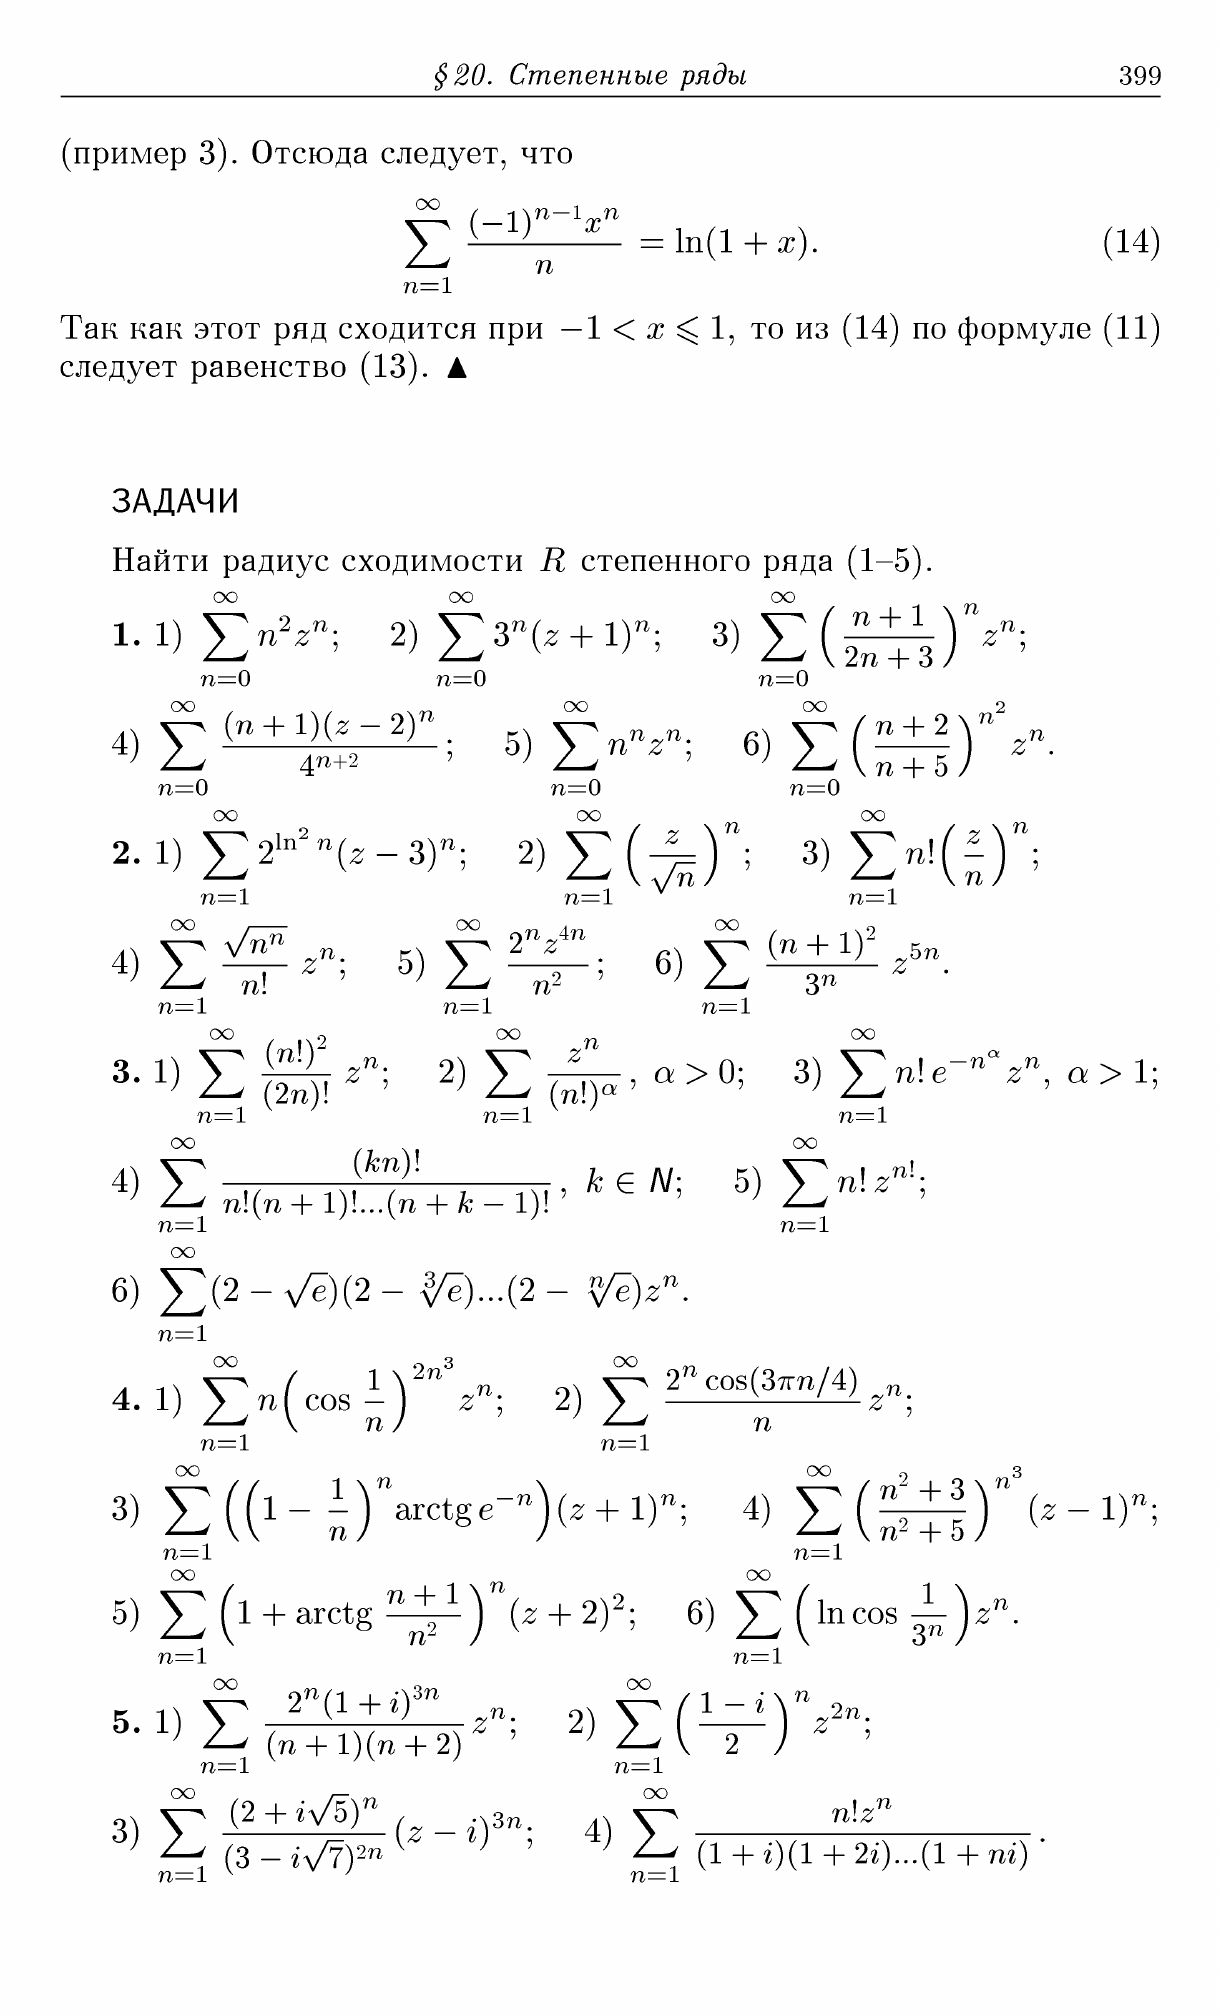 § 20. Степенные ряды 399
(пример 3). Отсюда следует, что
$$\sum_{n=1}^{\infty} \frac{(-1)^{n-1}x^n}{n} = \ln(1+x). \quad (14)$$
Так как этот ряд сходится при $-1 < x \leqslant 1$, то из (14) по формуле (11)
следует равенство (13). ▲
ЗАДАЧИ
Найти радиус сходимости $R$ степенного ряда (1–5).
**1.** 1) $\sum_{n=0}^{\infty} n^2 z^n$; 2) $\sum_{n=0}^{\infty} 3^n (z+1)^n$; 3) $\sum_{n=0}^{\infty} \left(\frac{n+1}{2n+3}\right)^n z^n$;
4) $\sum_{n=0}^{\infty} \frac{(n+1)(z-2)^n}{4^{n+2}}$; 5) $\sum_{n=0}^{\infty} n^n z^n$; 6) $\sum_{n=0}^{\infty} \left(\frac{n+2}{n+5}\right)^{n^2} z^n$.
**2.** 1) $\sum_{n=1}^{\infty} 2^{\ln^2 n} (z-3)^n$; 2) $\sum_{n=1}^{\infty} \left(\frac{z}{\sqrt{n}}\right)^n$; 3) $\sum_{n=1}^{\infty} n! \left(\frac{z}{n}\right)^n$;
4) $\sum_{n=1}^{\infty} \frac{\sqrt{n^n}}{n!} z^n$; 5) $\sum_{n=1}^{\infty} \frac{2^n z^{4n}}{n^2}$; 6) $\sum_{n=1}^{\infty} \frac{(n+1)^2}{3^n} z^{5n}$.
**3.** 1) $\sum_{n=1}^{\infty} \frac{(n!)^2}{(2n)!} z^n$; 2) $\sum_{n=1}^{\infty} \frac{z^n}{(n!)^\alpha}$, $\alpha > 0$; 3) $\sum_{n=1}^{\infty} n! \, e^{-n^\alpha} z^n$, $\alpha > 1$;
4) $\sum_{n=1}^{\infty} \frac{(kn)!}{n!(n+1)!...(n+k-1)!}$, $k \in N$; 5) $\sum_{n=1}^{\infty} n! \, z^{n!}$;
6) $\sum_{n=1}^{\infty} (2-\sqrt{e})(2-\sqrt[3]{e})...(2-\sqrt[n]{e}) z^n$.
**4.** 1) $\sum_{n=1}^{\infty} n \left(\cos \frac{1}{n}\right)^{2n^3} z^n$; 2) $\sum_{n=1}^{\infty} \frac{2^n \cos(3\pi n/4)}{n} z^n$;
3) $\sum_{n=1}^{\infty} \left(\left(1-\frac{1}{n}\right)^n \operatorname{arctg} e^{-n}\right) (z+1)^n$; 4) $\sum_{n=1}^{\infty} \left(\frac{n^2+3}{n^2+5}\right)^{n^3} (z-1)^n$;
5) $\sum_{n=1}^{\infty} \left(1+\operatorname{arctg} \frac{n+1}{n^2}\right)^n (z+2)^2$; 6) $\sum_{n=1}^{\infty} \left(\ln \cos \frac{1}{3^n}\right) z^n$.
**5.** 1) $\sum_{n=1}^{\infty} \frac{2^n (1+i)^{3n}}{(n+1)(n+2)} z^n$; 2) $\sum_{n=1}^{\infty} \left(\frac{1-i}{2}\right)^n z^{2n}$;
3) $\sum_{n=1}^{\infty} \frac{(2+i\sqrt{5})^n}{(3-i\sqrt{7})^{2n}} (z-i)^{3n}$; 4) $\sum_{n=1}^{\infty} \frac{n! z^n}{(1+i)(1+2i)...(1+ni)}$.